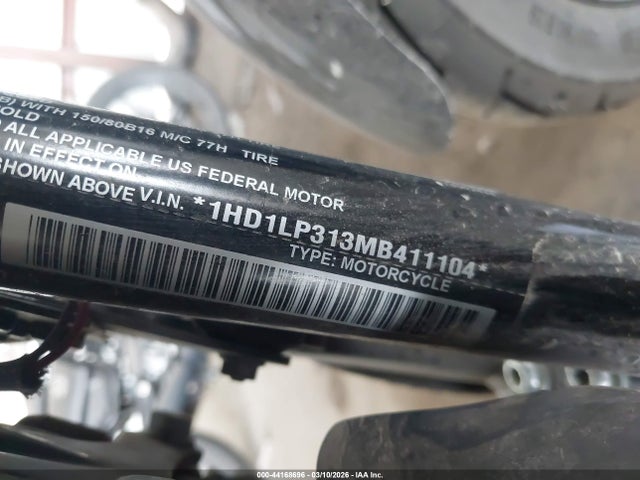 B) WITH 150/80B16 M/C 77H TIRE
OLD
ALL APPLICABLE US FEDERAL MOTOR
IN EFFECT ON
SHOWN ABOVE V.I.N. *1HD1LP313MB411104*
TYPE: MOTORCYCLE
000-44168696 - 03/10/2026 - IAA Inc.